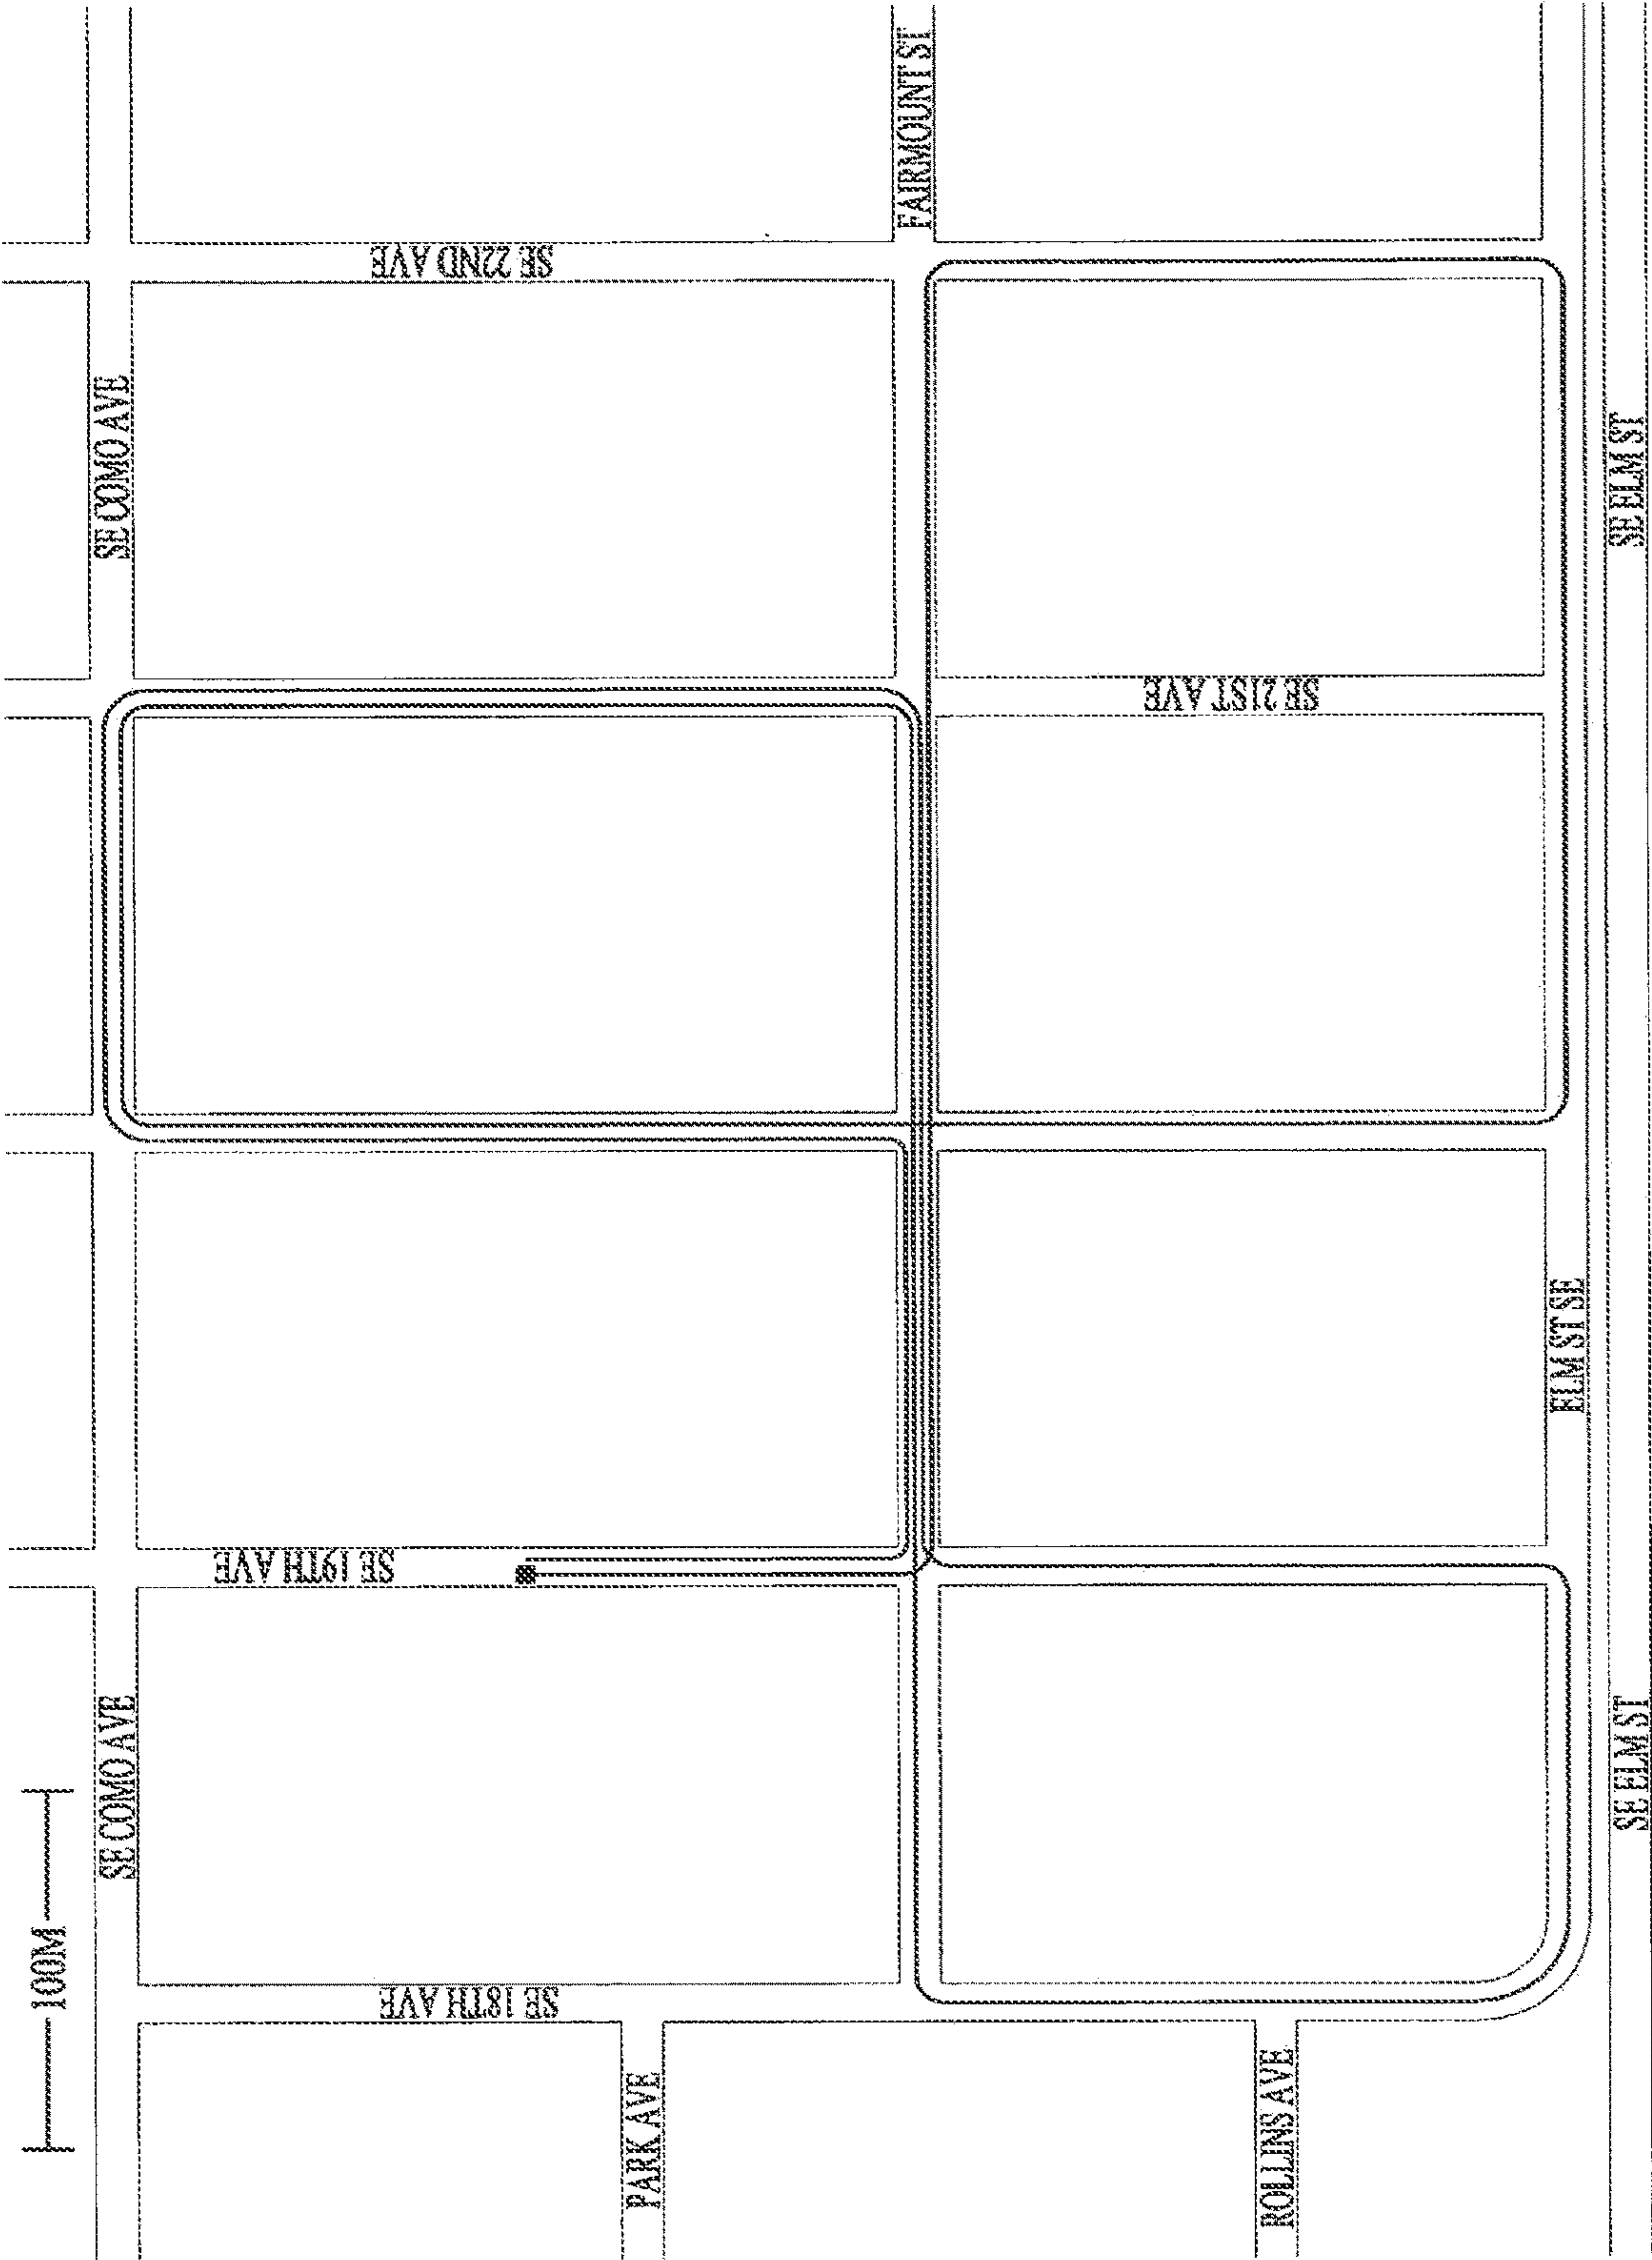 FAIRMOUNT ST
SE 22ND AVE
SE COMO AVE
SE ELM ST
SE 21ST AVE
ELM ST SE
SE 19TH AVE
SE COMO AVE
SE ELM ST
100M
SE 18TH AVE
PARK AVE
ROLLINS AVE